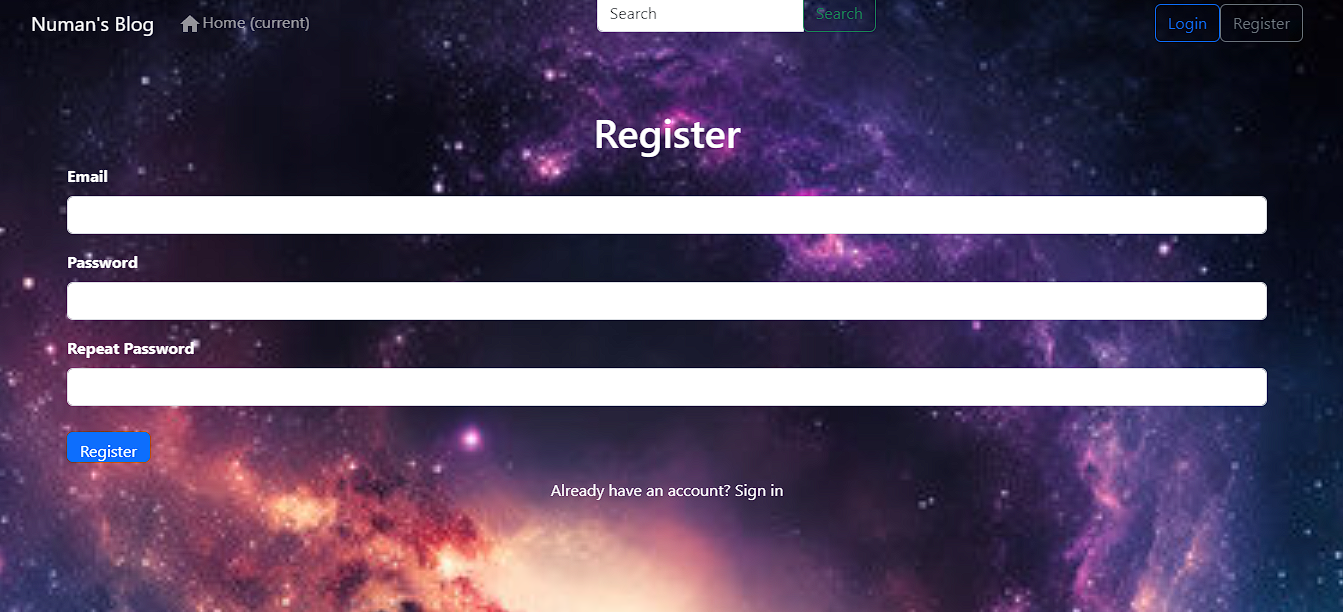 Numan's Blog Home (current) Search Search Login Register
Register
Email
Password
Repeat Password
Register
Already have an account? Sign in